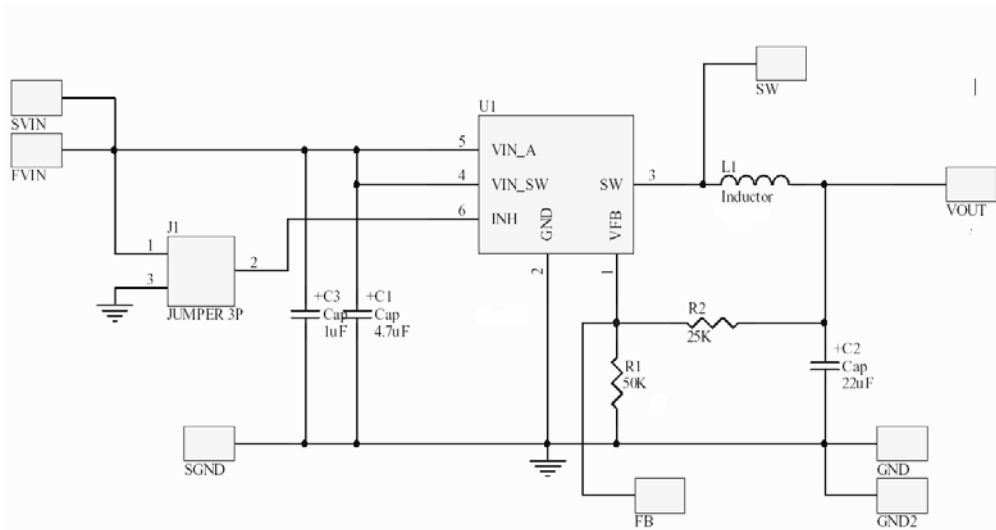 SW
U1
SVIN
FVIN
5 VIN_A
4 VIN_SW
6 INH
SW 3
GND
VFB
2
1
L1
Inductor
VOUT
J1
1
2
3
JUMPER 3P
+C3
Cap
1uF
+C1
Cap
4.7uF
R2
25K
R1
50K
+C2
Cap
22uF
SGND
GND
FB
GND2